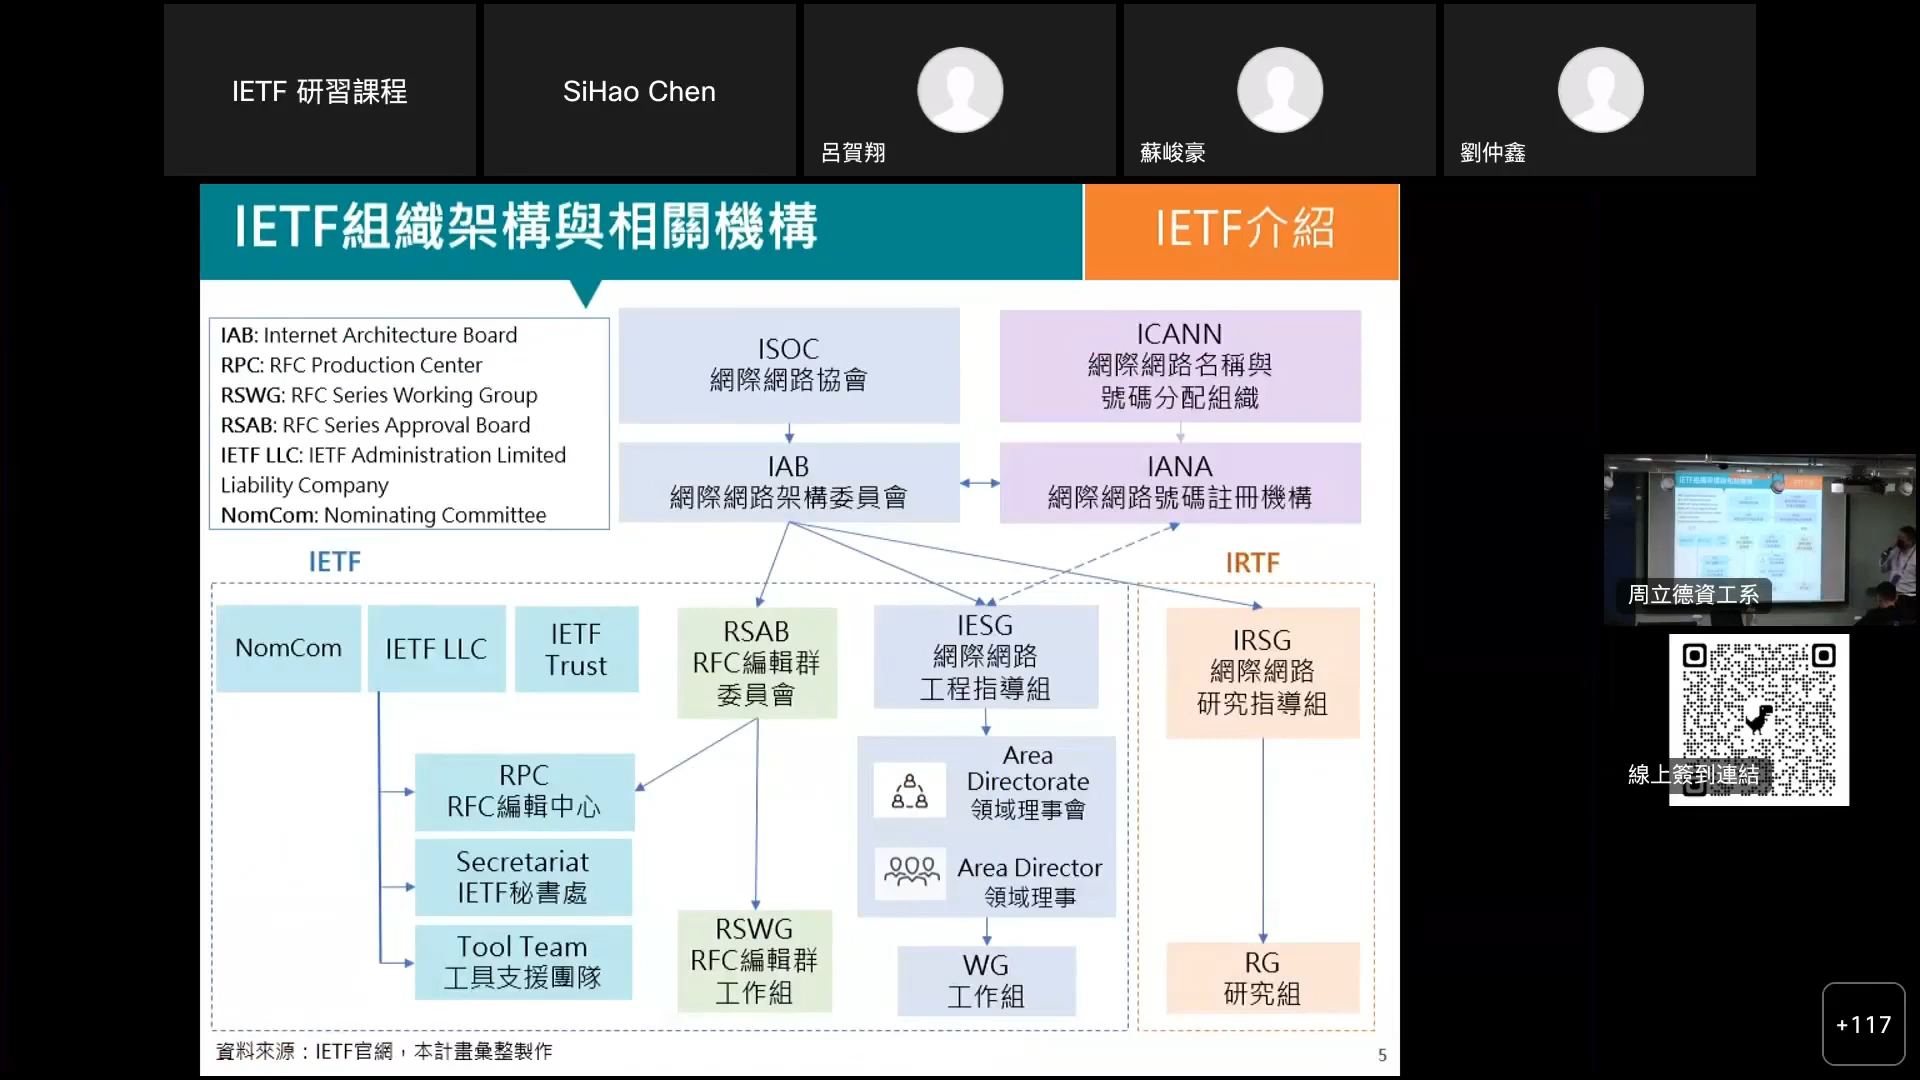 IETF 研習課程
SiHao Chen
呂賀翔
蘇峻豪
劉仲鑫
IETF組織架構與相關機構
IETF介紹
IAB: Internet Architecture Board
RPC: RFC Production Center
RSWG: RFC Series Working Group
RSAB: RFC Series Approval Board
IETF LLC: IETF Administration Limited
Liability Company
NomCom: Nominating Committee
ISOC
網際網路協會
ICANN
網際網路名稱與
號碼分配組織
IAB
網際網路架構委員會
IANA
網際網路號碼註冊機構
IETF
IRTF
NomCom
IETF LLC
IETF
Trust
RSAB
RFC編輯群
委員會
IESG
網際網路
工程指導組
IRSG
網際網路
研究指導組
RPC
RFC編輯中心
Secretariat
IETF秘書處
Tool Team
工具支援團隊
RSWG
RFC編輯群
工作組
Area
Directorate
領域理事會
Area Director
領域理事
WG
工作組
RG
研究組
資料來源：IETF官網，本計畫彙整製作
5
周立德資工系
線上簽到連結
+117